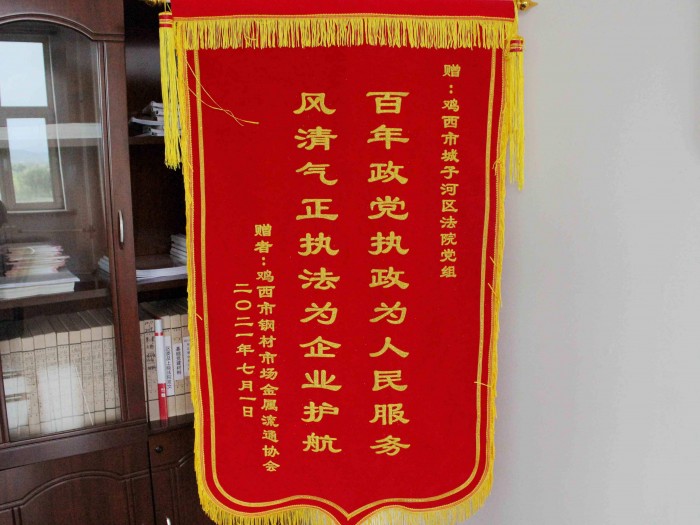 赠：鸡西市城子河区法院党组
百年政党执政为人民服务
风清气正执法为企业护航
赠者：鸡西市钢材市场金属流通协会
二〇二一年七月一日